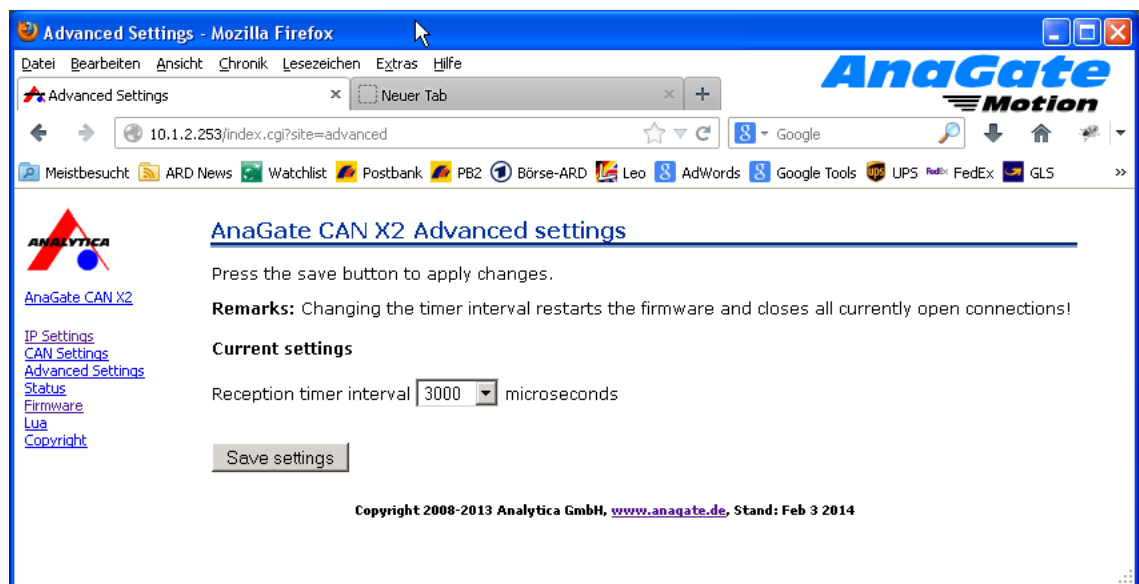 Advanced Settings - Mozilla Firefox
Datei Bearbeiten Ansicht Chronik Lesezeichen Extras Hilfe
AnaGate
Motion
Advanced Settings × Neuer Tab × +
10.1.2.253/index.cgi?site=advanced Google
Meistbesucht ARD News Watchlist Postbank PB2 Börse-ARD Leo AdWords Google Tools UPS FedEx GLS »
ANALYTICA
AnaGate CAN X2
IP Settings
CAN Settings
Advanced Settings
Status
Firmware
Lua
Copyright
AnaGate CAN X2 Advanced settings
Press the save button to apply changes.
Remarks: Changing the timer interval restarts the firmware and closes all currently open connections!
Current settings
Reception timer interval 3000 microseconds
Save settings
Copyright 2008-2013 Analytica GmbH, www.anagate.de, Stand: Feb 3 2014